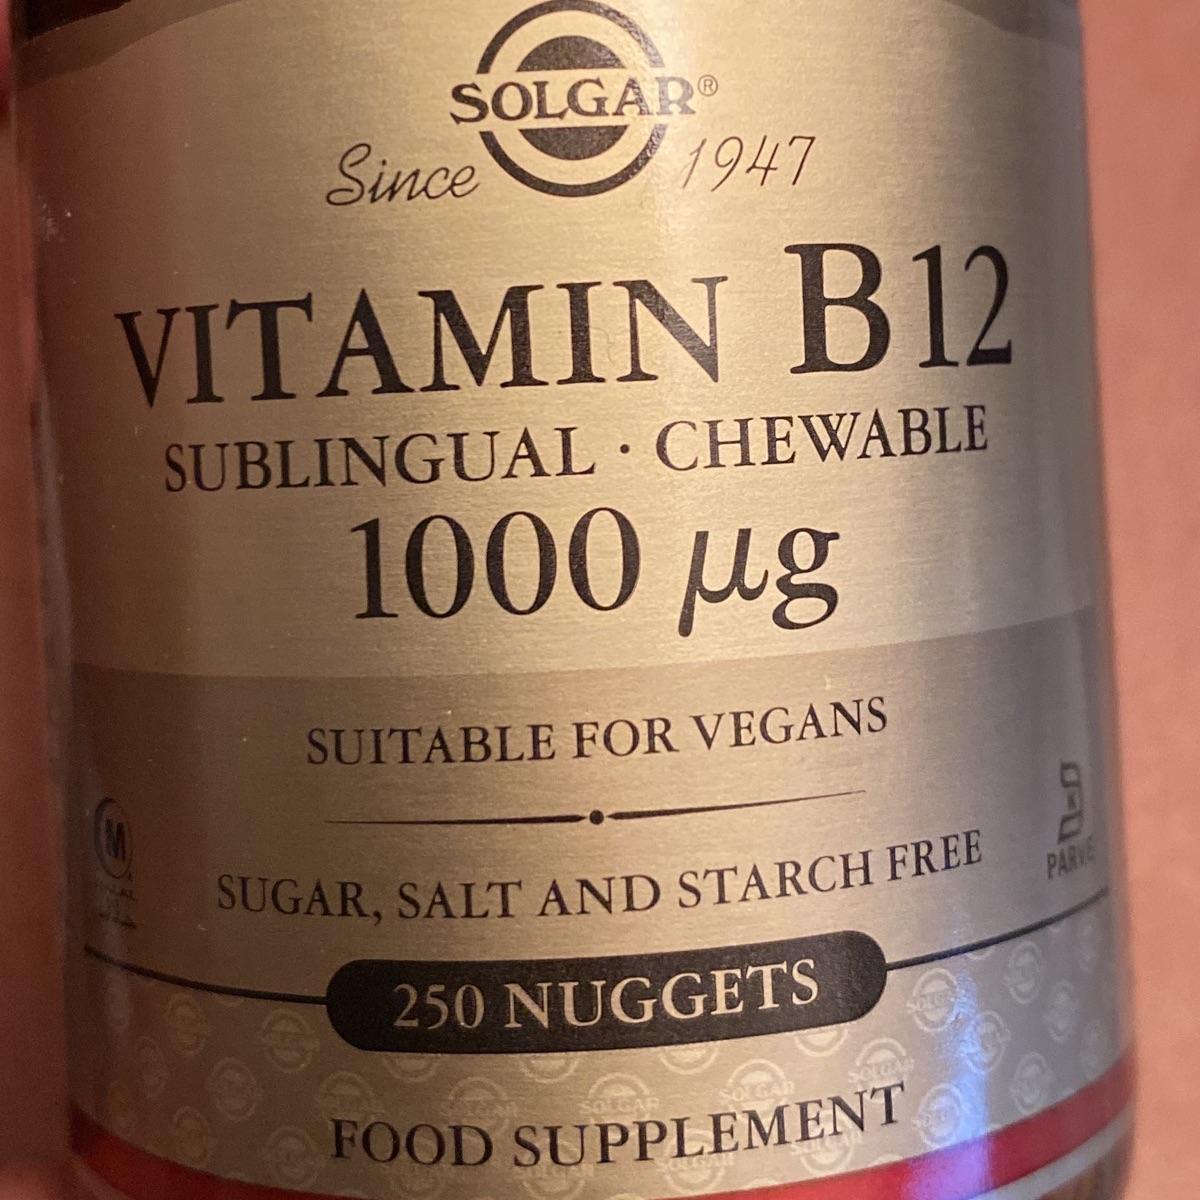 SOLGAR®
Since 1947
VITAMIN B12
SUBLINGUAL · CHEWABLE
1000 µg
SUITABLE FOR VEGANS
SUGAR, SALT AND STARCH FREE
M
K
PARVE
250 NUGGETS
FOOD SUPPLEMENT